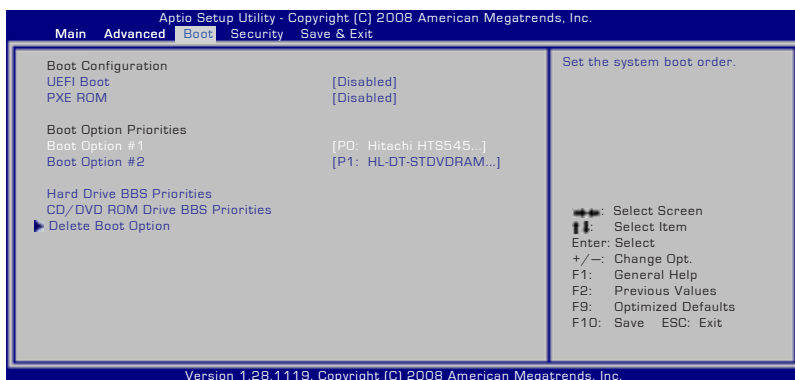 Aptio Setup Utility - Copyright (C) 2008 American Megatrends, Inc.
Main Advanced Boot Security Save & Exit
Boot Configuration
UEFI Boot [Disabled]
PXE ROM [Disabled]
Boot Option Priorities
Boot Option #1 [P0: Hitachi HTS545...]
Boot Option #2 [P1: HL-DT-STDVDRAM...]
Hard Drive BBS Priorities
CD/DVD ROM Drive BBS Priorities
Delete Boot Option
Set the system boot order.
: Select Screen
: Select Item
Enter: Select
+/—: Change Opt.
F1: General Help
F2: Previous Values
F9: Optimized Defaults
F10: Save ESC: Exit
Version 1.28.1119. Copyright (C) 2008 American Megatrends, Inc.